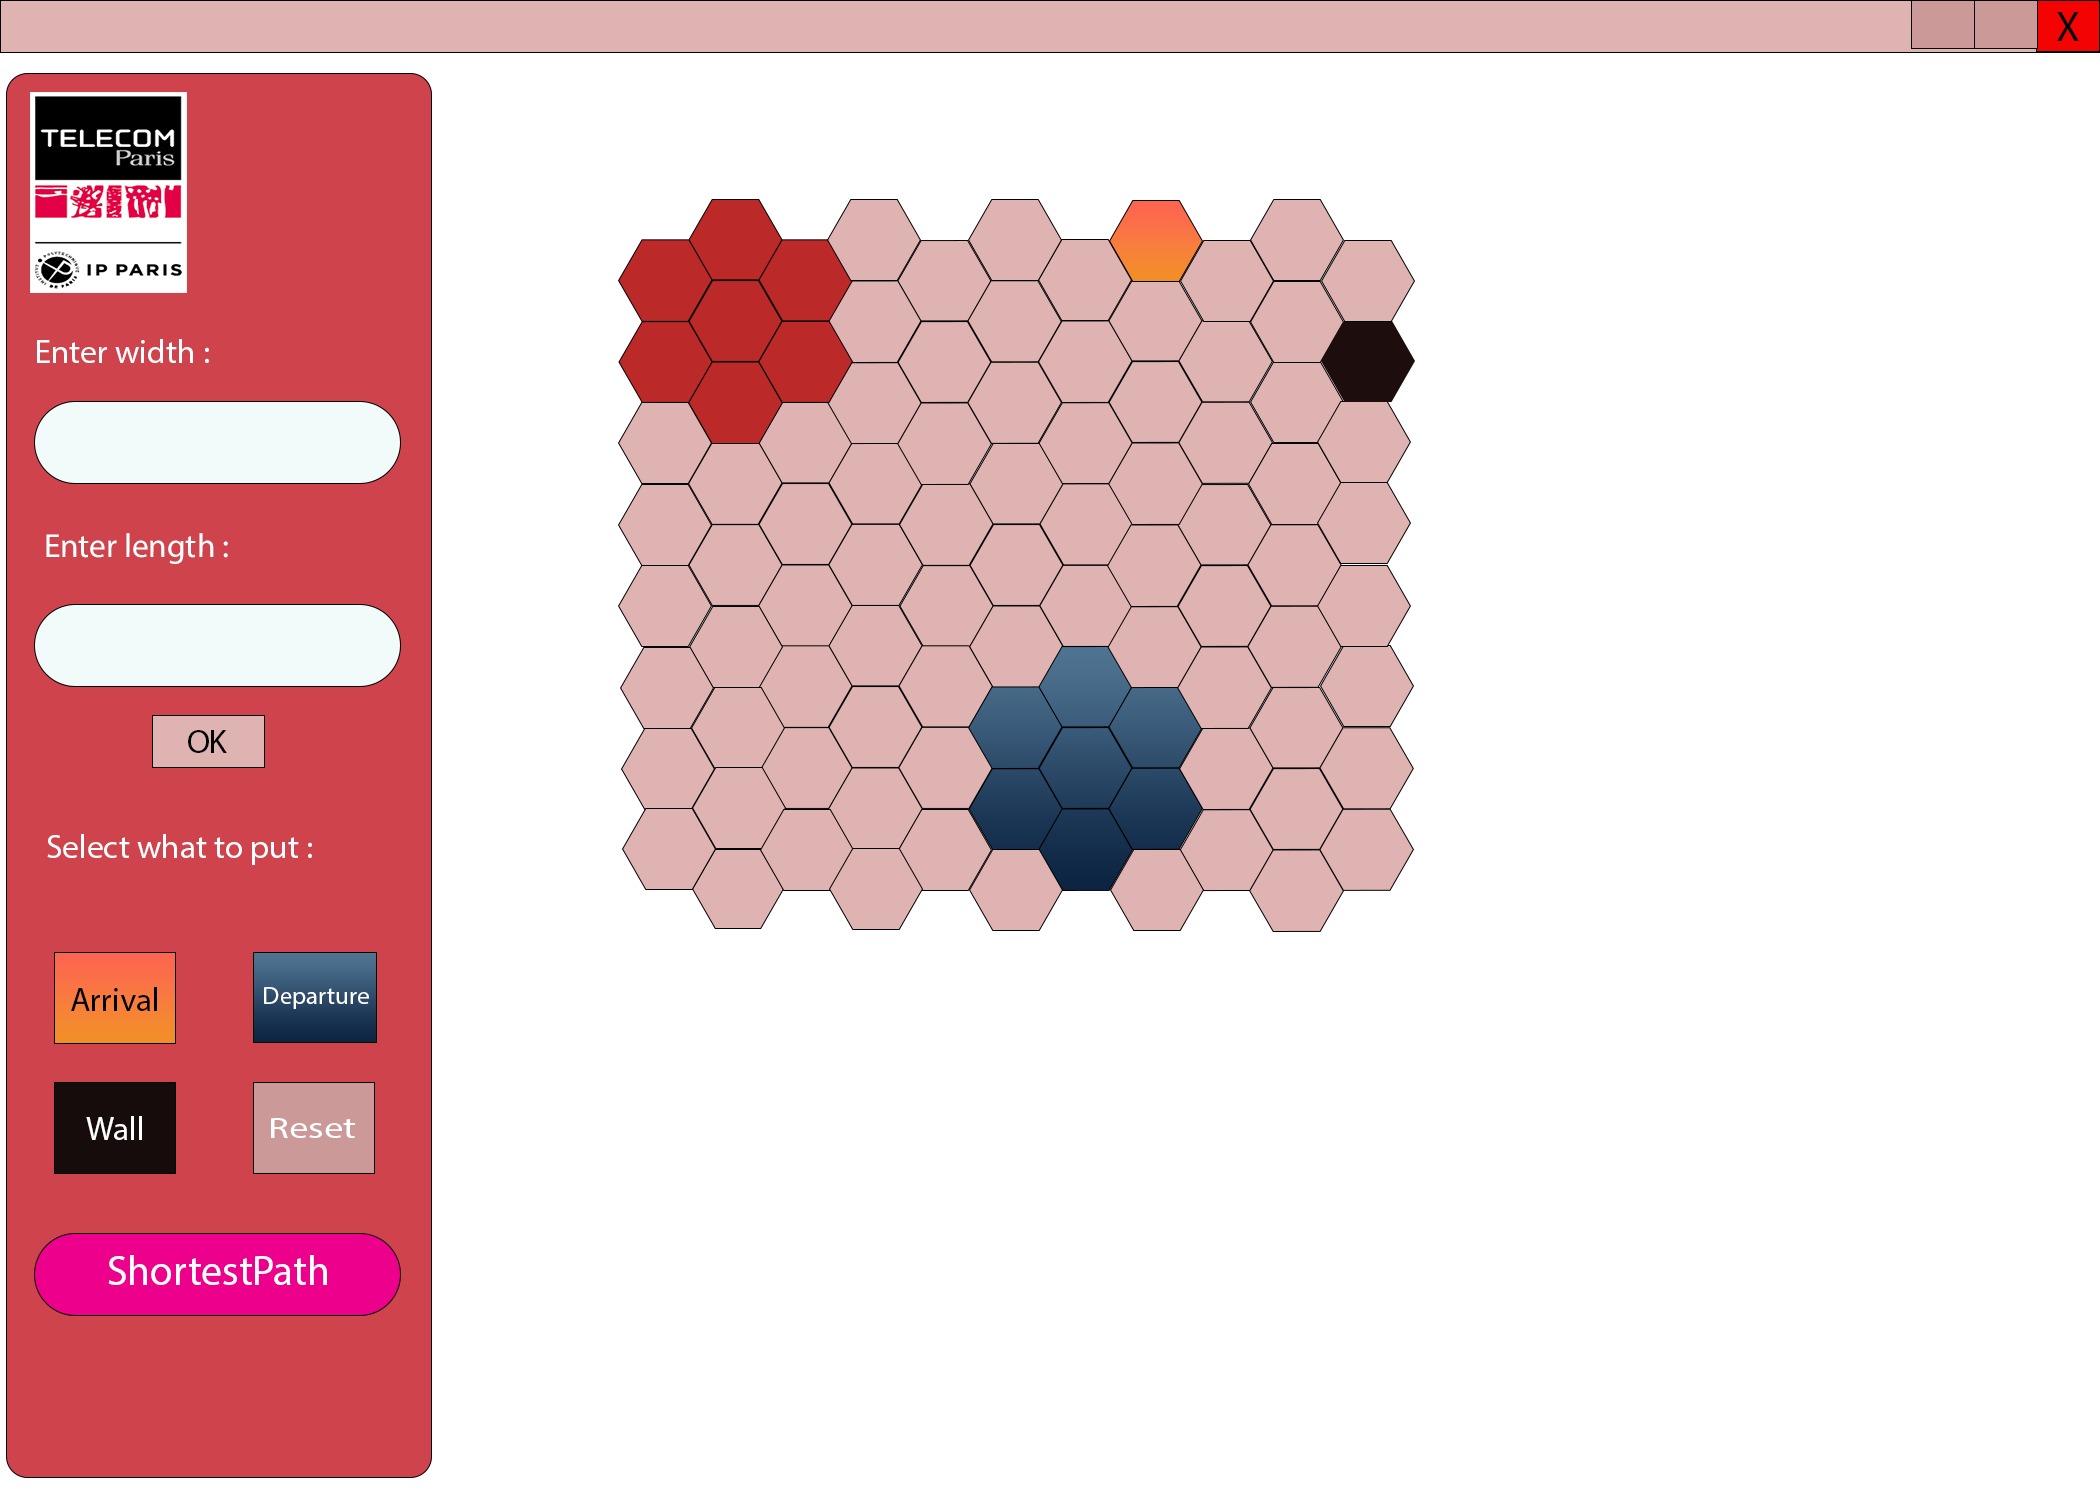 X
TELECOM
Paris
IP PARIS
Enter width :
Enter length :
OK
Select what to put :
Arrival
Departure
Wall
Reset
ShortestPath